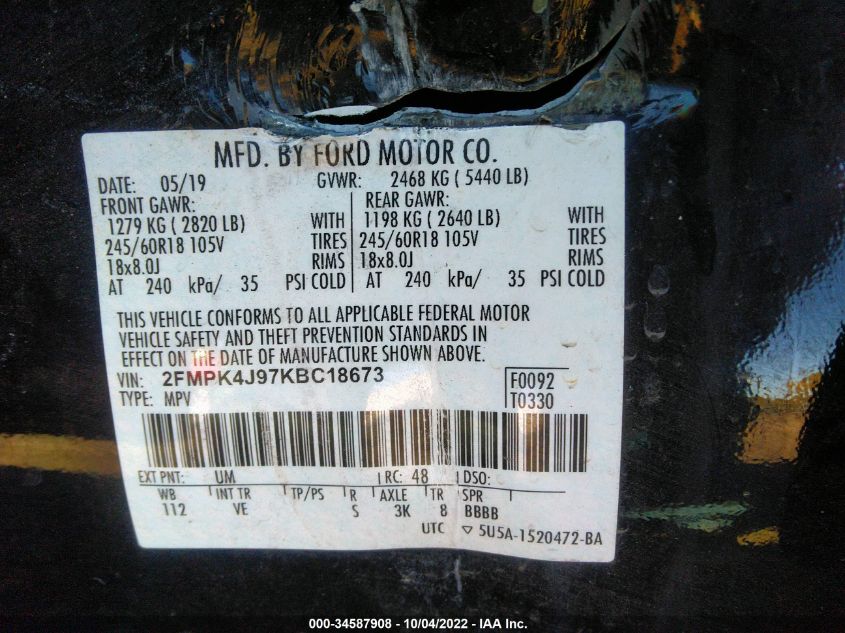 MFD. BY FORD MOTOR CO.
DATE: 05/19 GVWR: 2468 KG ( 5440 LB)
FRONT GAWR: REAR GAWR:
1279 KG ( 2820 LB) WITH 1198 KG ( 2640 LB) WITH
245/60R18 105V TIRES 245/60R18 105V TIRES
18x8.0J RIMS 18x8.0J RIMS
AT 240 kPa/ 35 PSI COLD AT 240 kPa/ 35 PSI COLD
THIS VEHICLE CONFORMS TO ALL APPLICABLE FEDERAL MOTOR
VEHICLE SAFETY AND THEFT PREVENTION STANDARDS IN
EFFECT ON THE DATE OF MANUFACTURE SHOWN ABOVE.
VIN: 2FMPK4J97KBC18673 F0092
TYPE: MPV T0330
EXT PNT: UM RC: 48 DSO:
WB INT TR TP/PS R AXLE TR SPR
112 VE S 3K 8 BBBB
UTC ▽ 5U5A-1520472-BA
000-34587908 - 10/04/2022 - IAA Inc.